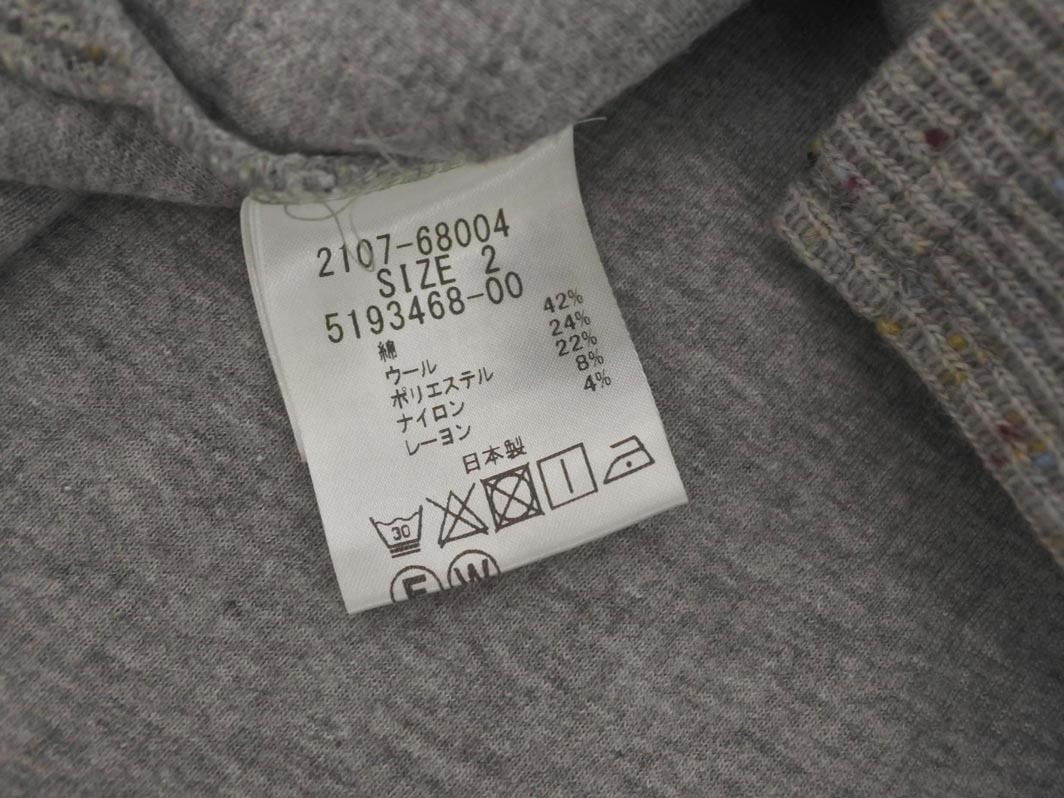 2107-68004
SIZE 2
5193468-00
綿 42%
ウール 24%
ポリエステル 22%
ナイロン 8%
レーヨン 4%
日本製
30
F W